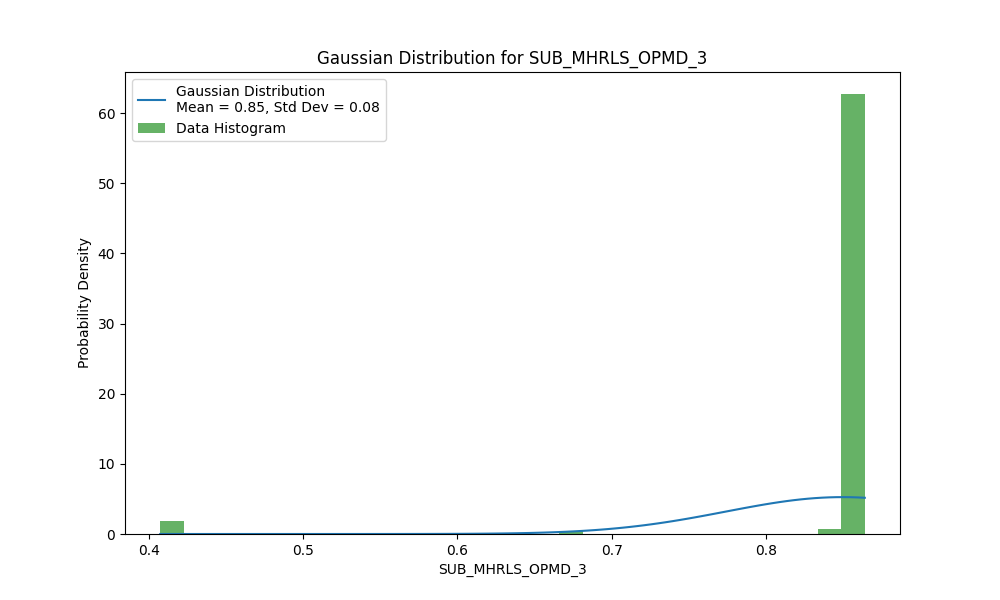 Gaussian Distribution for SUB_MHRLS_OPMD_3
Gaussian Distribution
Mean = 0.85, Std Dev = 0.08
Data Histogram
Probability Density
60
50
40
30
20
10
0
0.4 0.5 0.6 0.7 0.8
SUB_MHRLS_OPMD_3